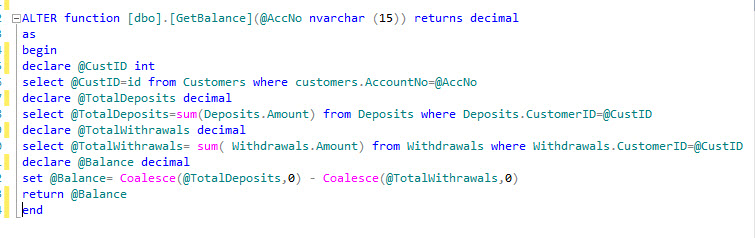 ALTER function [dbo].[GetBalance](@AccNo nvarchar (15)) returns decimal
as
begin
declare @CustID int
select @CustID=id from Customers where customers.AccountNo=@AccNo
declare @TotalDeposits decimal
select @TotalDeposits=sum(Deposits.Amount) from Deposits where Deposits.CustomerID=@CustID
declare @TotalWithrawals decimal
select @TotalWithrawals= sum( Withdrawals.Amount) from Withdrawals where Withdrawals.CustomerID=@CustID
declare @Balance decimal
set @Balance= Coalesce(@TotalDeposits,0) - Coalesce(@TotalWithrawals,0)
return @Balance
end